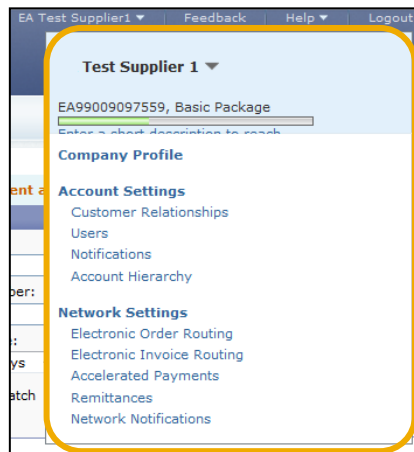 EA Test Supplier1 ▼ | Feedback | Help ▼ | Logout
Test Supplier 1 ▼
EA99009097559, Basic Package
Enter a short description to reach
Company Profile
ent a
Account Settings
Customer Relationships
Users
Notifications
Account Hierarchy
ber:
Network Settings
Electronic Order Routing
:
Electronic Invoice Routing
ys
Accelerated Payments
atch
Remittances
Network Notifications